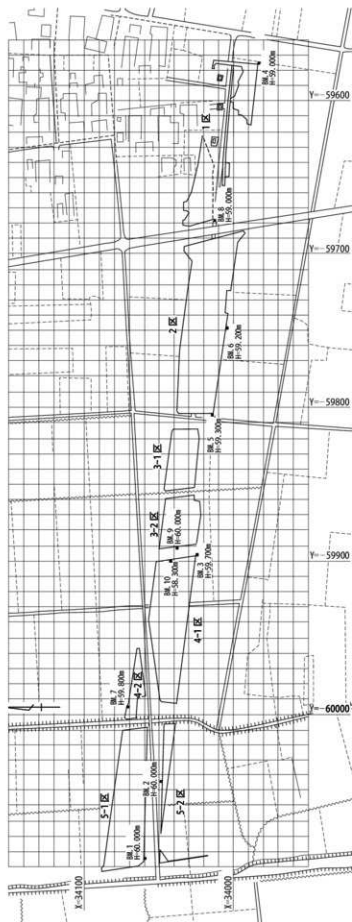 Y=-59600
BM.4
H-59.000m
1区
BM.8
H-59.000m
Y=-59700
2区
BM.6
H-59.200m
Y=-59800
BM.5
H-59.300m
3-1区
3-2区
BM.9
H-60.000m
BM.10
H-58.300m
BM.3
H-59.700m
Y=-59900
4-1区
BM.7
H-59.800m
4-2区
Y=-60000
5-1区
BM.2
H-60.000m
5-2区
BM.1
H-60.000m
X-34100
X-34000